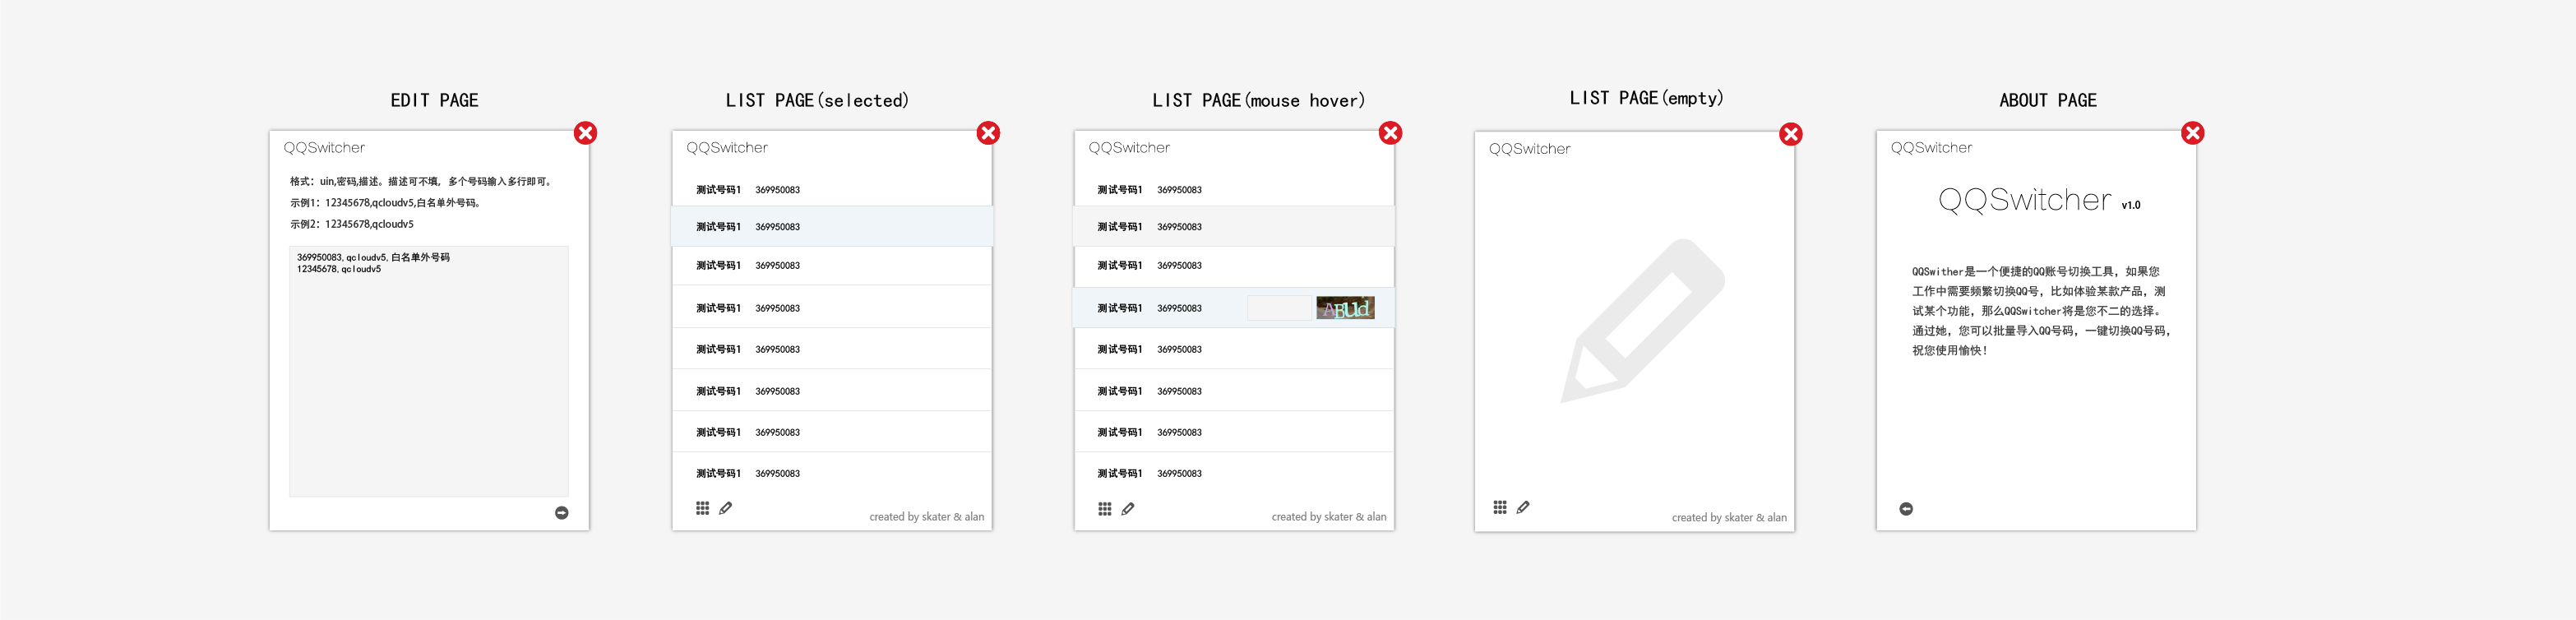 EDIT PAGE
QQSwitcher
格式：uin,密码,描述。描述可不填，多个号码输入多行即可。
示例1：12345678,qcloudv5,白名单外号码。
示例2：12345678,qcloudv5
369950083,qcloudv5,白名单外号码
12345678,qcloudv5
LIST PAGE(selected)
QQSwitcher
测试号码1 369950083
测试号码1 369950083
测试号码1 369950083
测试号码1 369950083
测试号码1 369950083
测试号码1 369950083
测试号码1 369950083
测试号码1 369950083
created by skater & alan
LIST PAGE(mouse hover)
QQSwitcher
测试号码1 369950083
测试号码1 369950083
测试号码1 369950083
测试号码1 369950083 ABUd
测试号码1 369950083
测试号码1 369950083
测试号码1 369950083
测试号码1 369950083
created by skater & alan
LIST PAGE(empty)
QQSwitcher
created by skater & alan
ABOUT PAGE
QQSwitcher
QQSwitcher v1.0
QQSwither是一个便捷的QQ账号切换工具，如果您
工作中需要频繁切换QQ号，比如体验某款产品，测
试某个功能，那么QQSwitcher将是您不二的选择。
通过她，您可以批量导入QQ号码，一键切换QQ号码，
祝您使用愉快！